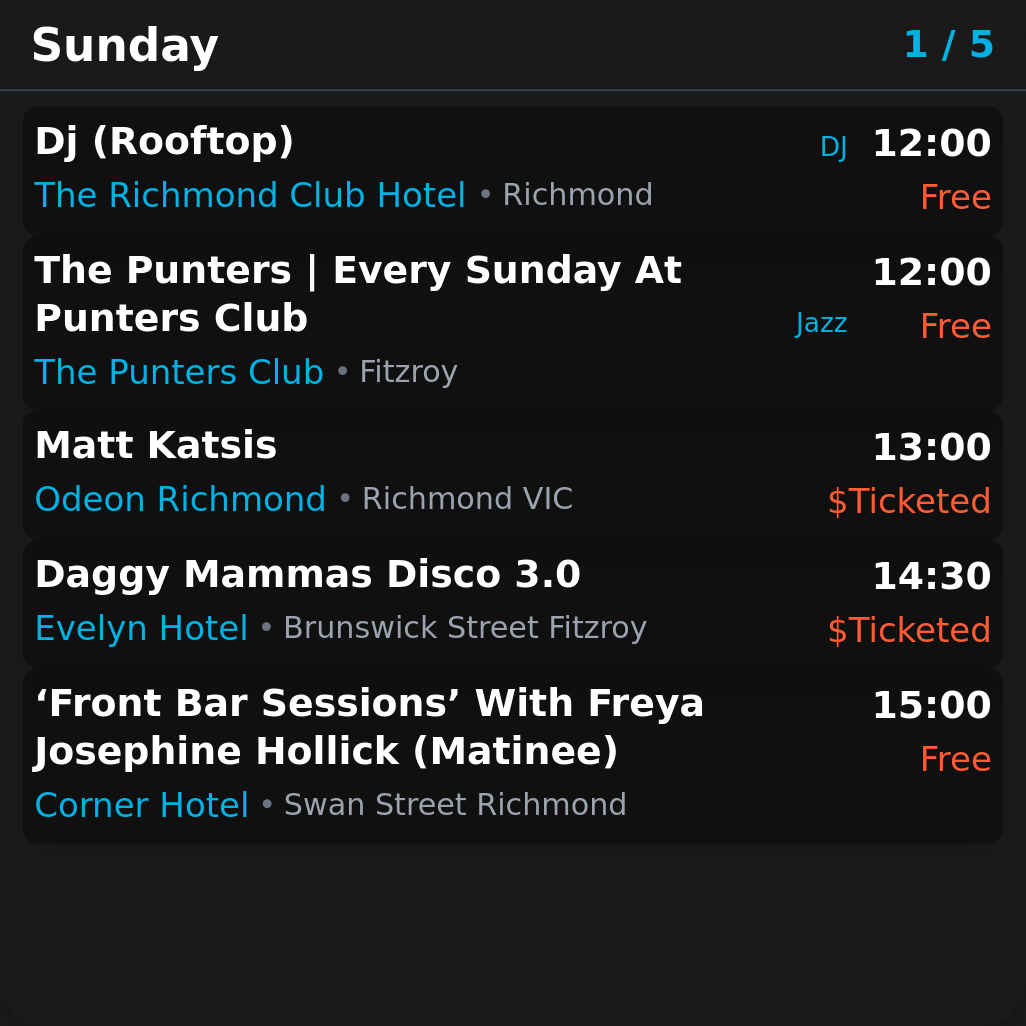 Sunday 1 / 5
Dj (Rooftop) DJ 12:00
The Richmond Club Hotel • Richmond Free
The Punters | Every Sunday At 12:00
Punters Club Jazz Free
The Punters Club • Fitzroy
Matt Katsis 13:00
Odeon Richmond • Richmond VIC $Ticketed
Daggy Mammas Disco 3.0 14:30
Evelyn Hotel • Brunswick Street Fitzroy $Ticketed
‘Front Bar Sessions’ With Freya 15:00
Josephine Hollick (Matinee) Free
Corner Hotel • Swan Street Richmond